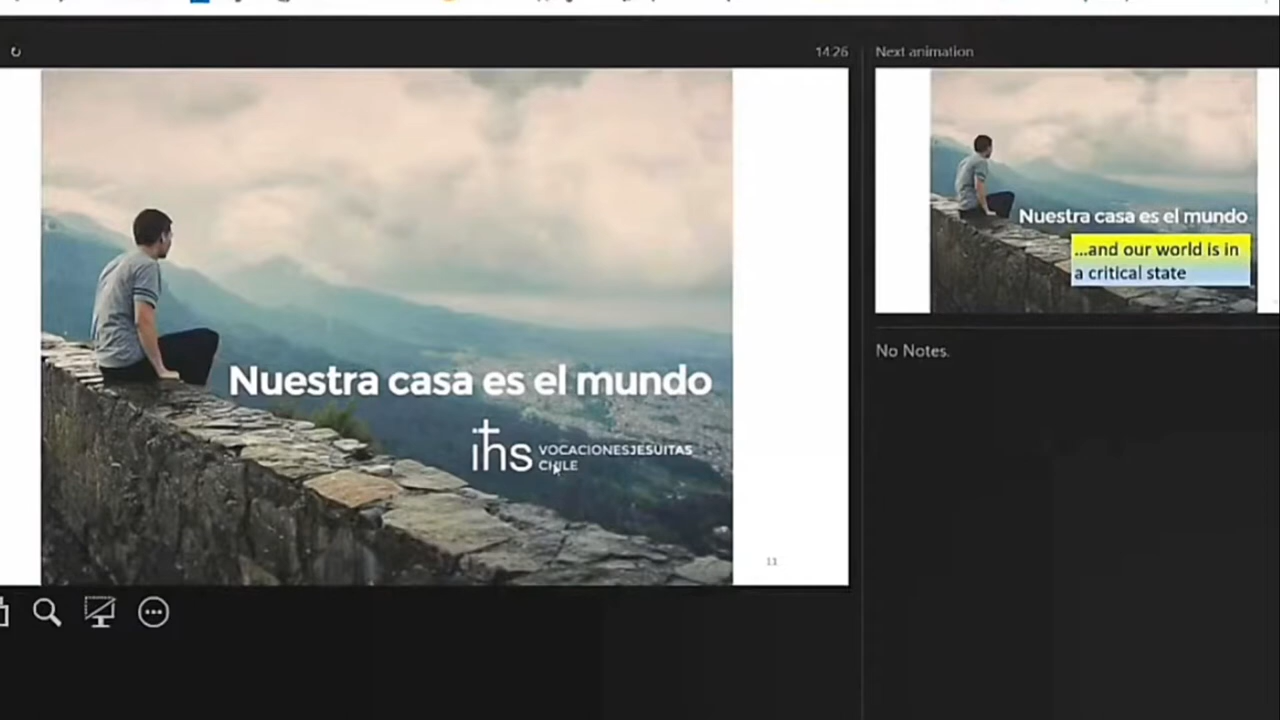 14:26
Next animation
Nuestra casa es el mundo
ihs
VOCACIONESJESUITAS
CHILE
11
Nuestra casa es el mundo
...and our world is in
a critical state
No Notes.